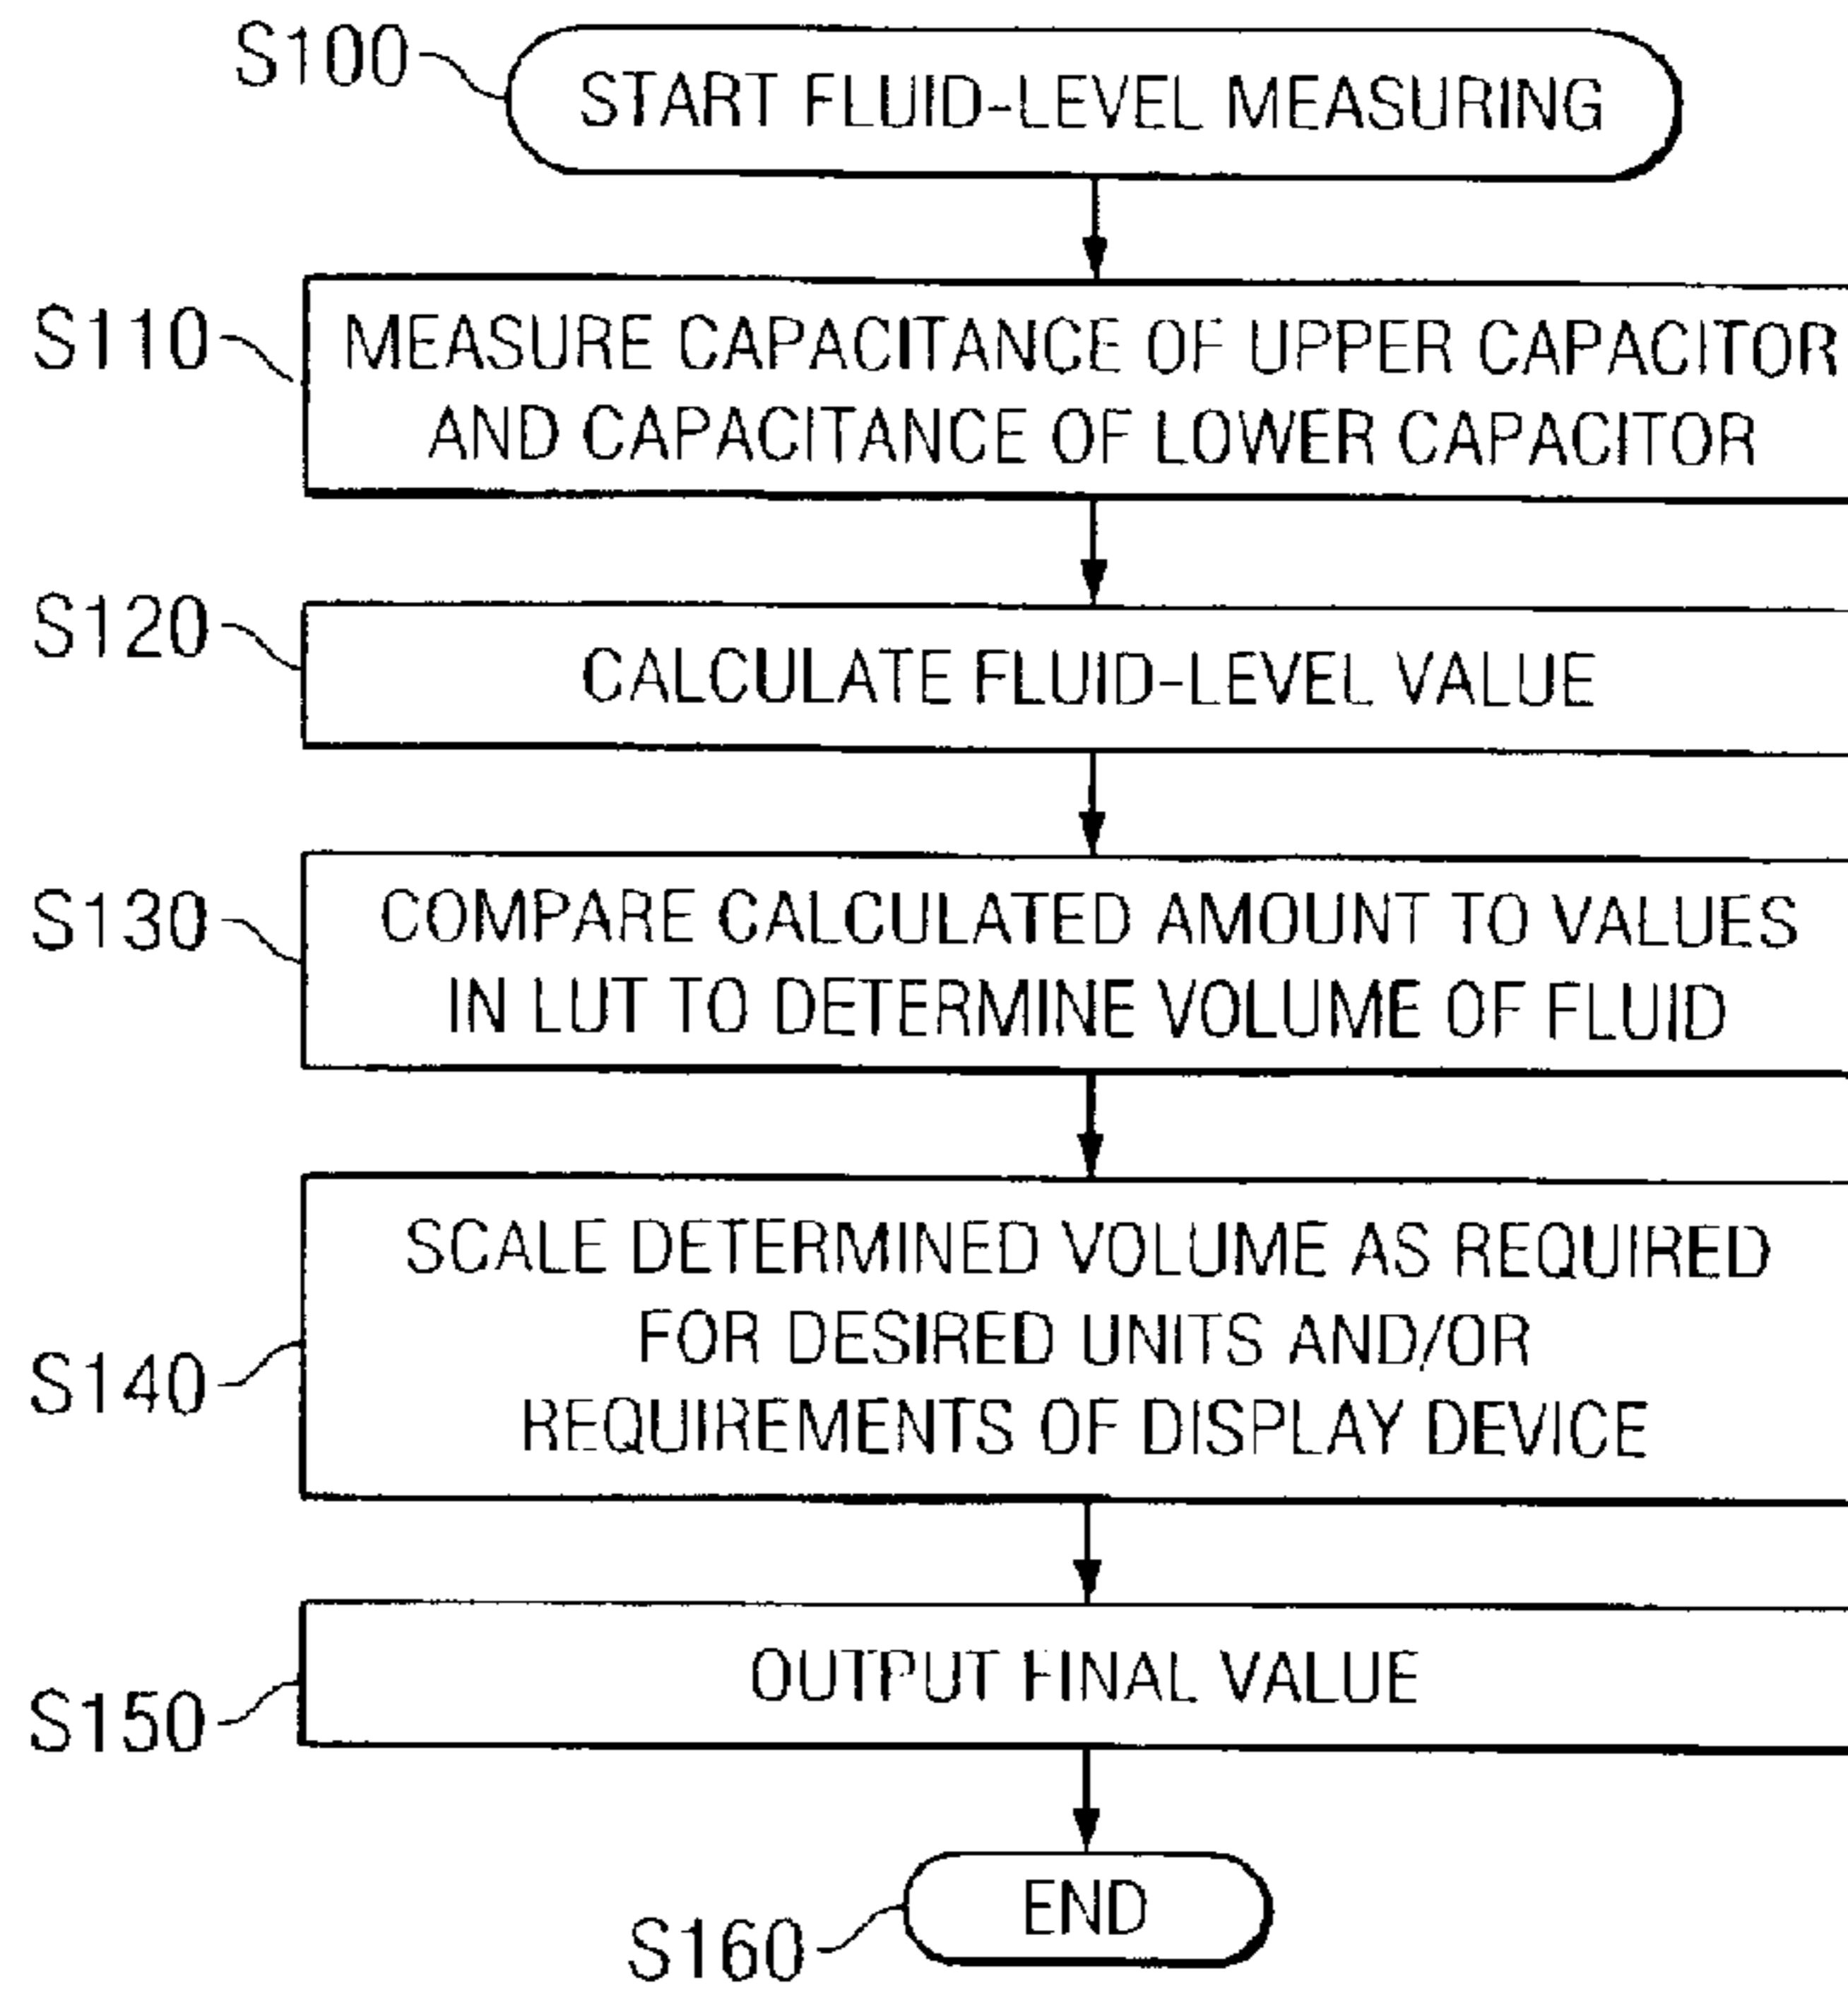 S100
START FLUID-LEVEL MEASURING
S110
MEASURE CAPACITANCE OF UPPER CAPACITOR
AND CAPACITANCE OF LOWER CAPACITOR
S120
CALCULATE FLUID-LEVEL VALUE
S130
COMPARE CALCULATED AMOUNT TO VALUES
IN LUT TO DETERMINE VOLUME OF FLUID
S140
SCALE DETERMINED VOLUME AS REQUIRED
FOR DESIRED UNITS AND/OR
REQUIREMENTS OF DISPLAY DEVICE
S150
OUTPUT FINAL VALUE
S160
END